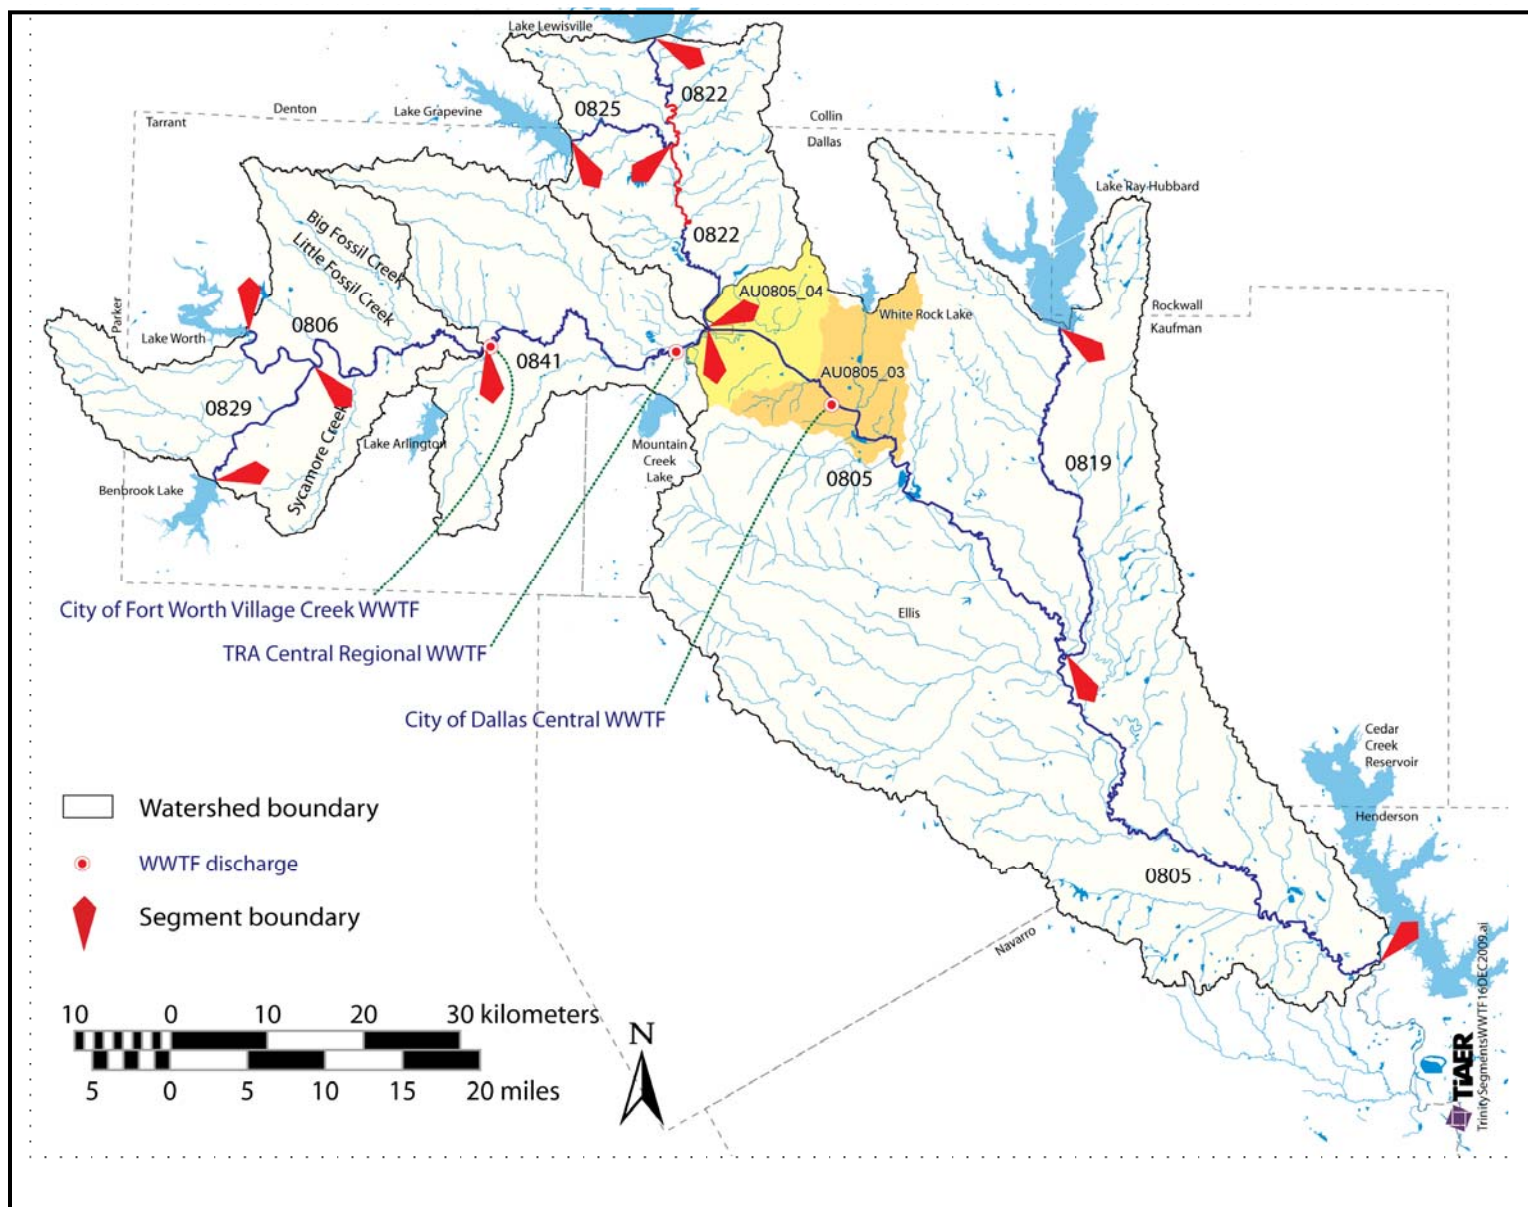 Lake Lewisville
Denton
Lake Grapevine
0825
0822
Collin
Tarrant
Dallas
Lake Ray Hubbard
Big Fossil Creek
Little Fossil Creek
0822
AU0805_04
Parker
Rockwall
White Rock Lake
Kaufman
0806
Lake Worth
0841
AU0805_03
0829
Lake Arlington
Mountain
Creek
Lake
Sycamore Creek
0819
0805
Benbrook Lake
City of Fort Worth Village Creek WWTF
Ellis
TRA Central Regional WWTF
City of Dallas Central WWTF
Cedar
Creek
Reservoir
Watershed boundary
Henderson
WWTF discharge
0805
Segment boundary
Navarro
10 0 10 20 30 kilometers
N
5 0 5 10 15 20 miles
TIAER
TrinitySegmentsWWTF16DEC2009.ai